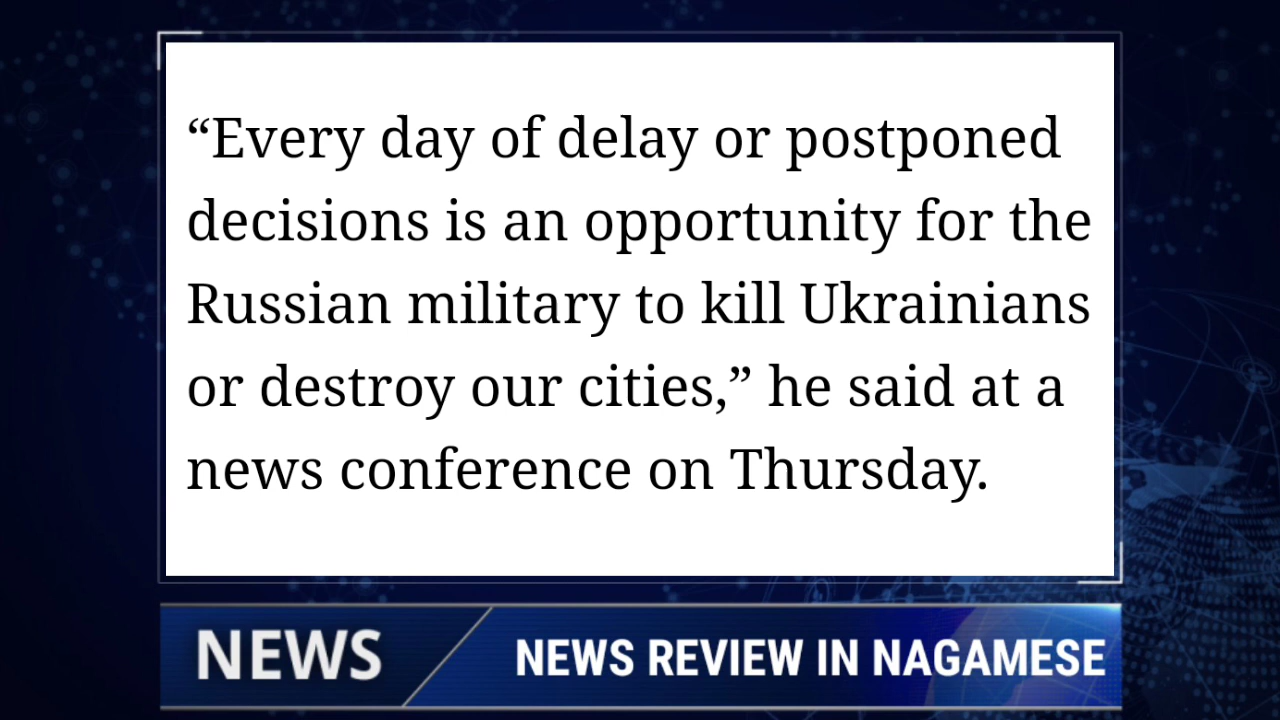 “Every day of delay or postponed
decisions is an opportunity for the
Russian military to kill Ukrainians
or destroy our cities,” he said at a
news conference on Thursday.
NEWS
NEWS REVIEW IN NAGAMESE